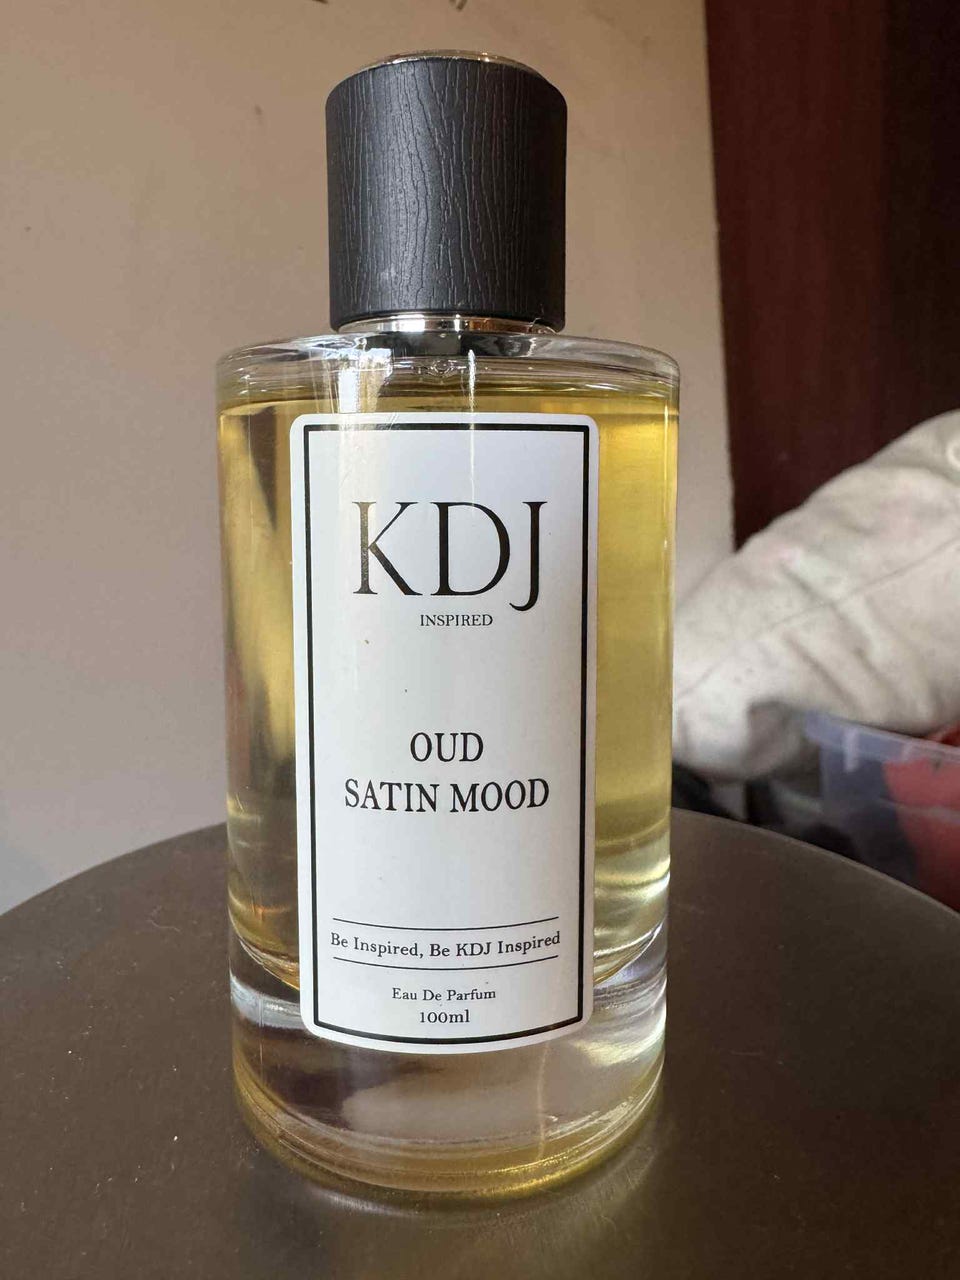 KDJ
INSPIRED
OUD
SATIN MOOD
Be Inspired, Be KDJ Inspired
Eau De Parfum
100ml